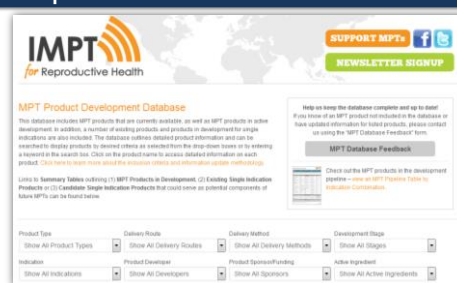 IMPT
for Reproductive Health
SUPPORT MPTs
NEWSLETTER SIGNUP
MPT Product Development Database
This database includes MPT products that are currently available, as well as MPT products in active
development. In addition, a number of existing products and products in development for single
indications are also included. The database outlines detailed product information and can be
searched to display products by desired criteria as selected from the drop-down boxes or by entering
a keyword in the search box. Click on the product name to access detailed information on each
product. Click here to learn more about the inclusion criteria and information update methodology.
Links to Summary Tables outlining (1) MPT Products in Development, (2) Existing Single Indication
Products or (3) Candidate Single Indication Products that could serve as potential components of
future MPTs can be found below.
Help us keep the database complete and up to date!
If you know of an MPT product not included in the database or
have updated information for listed products, please contact
us using the "MPT Database Feedback" form.
MPT Database Feedback
Check out the MPT products in the development
pipeline – view an MPT Pipeline Table by
Indication Combination
Product Type
Delivery Route
Delivery Method
Development Stage
Show All Product Types
Show All Delivery Routes
Show All Delivery Methods
Show All Stages
Indication
Product Developer
Product Sponsor/Funding
Active Ingredient
Show All Indications
Show All Developers
Show All Sponsors
Show All Active Ingredients